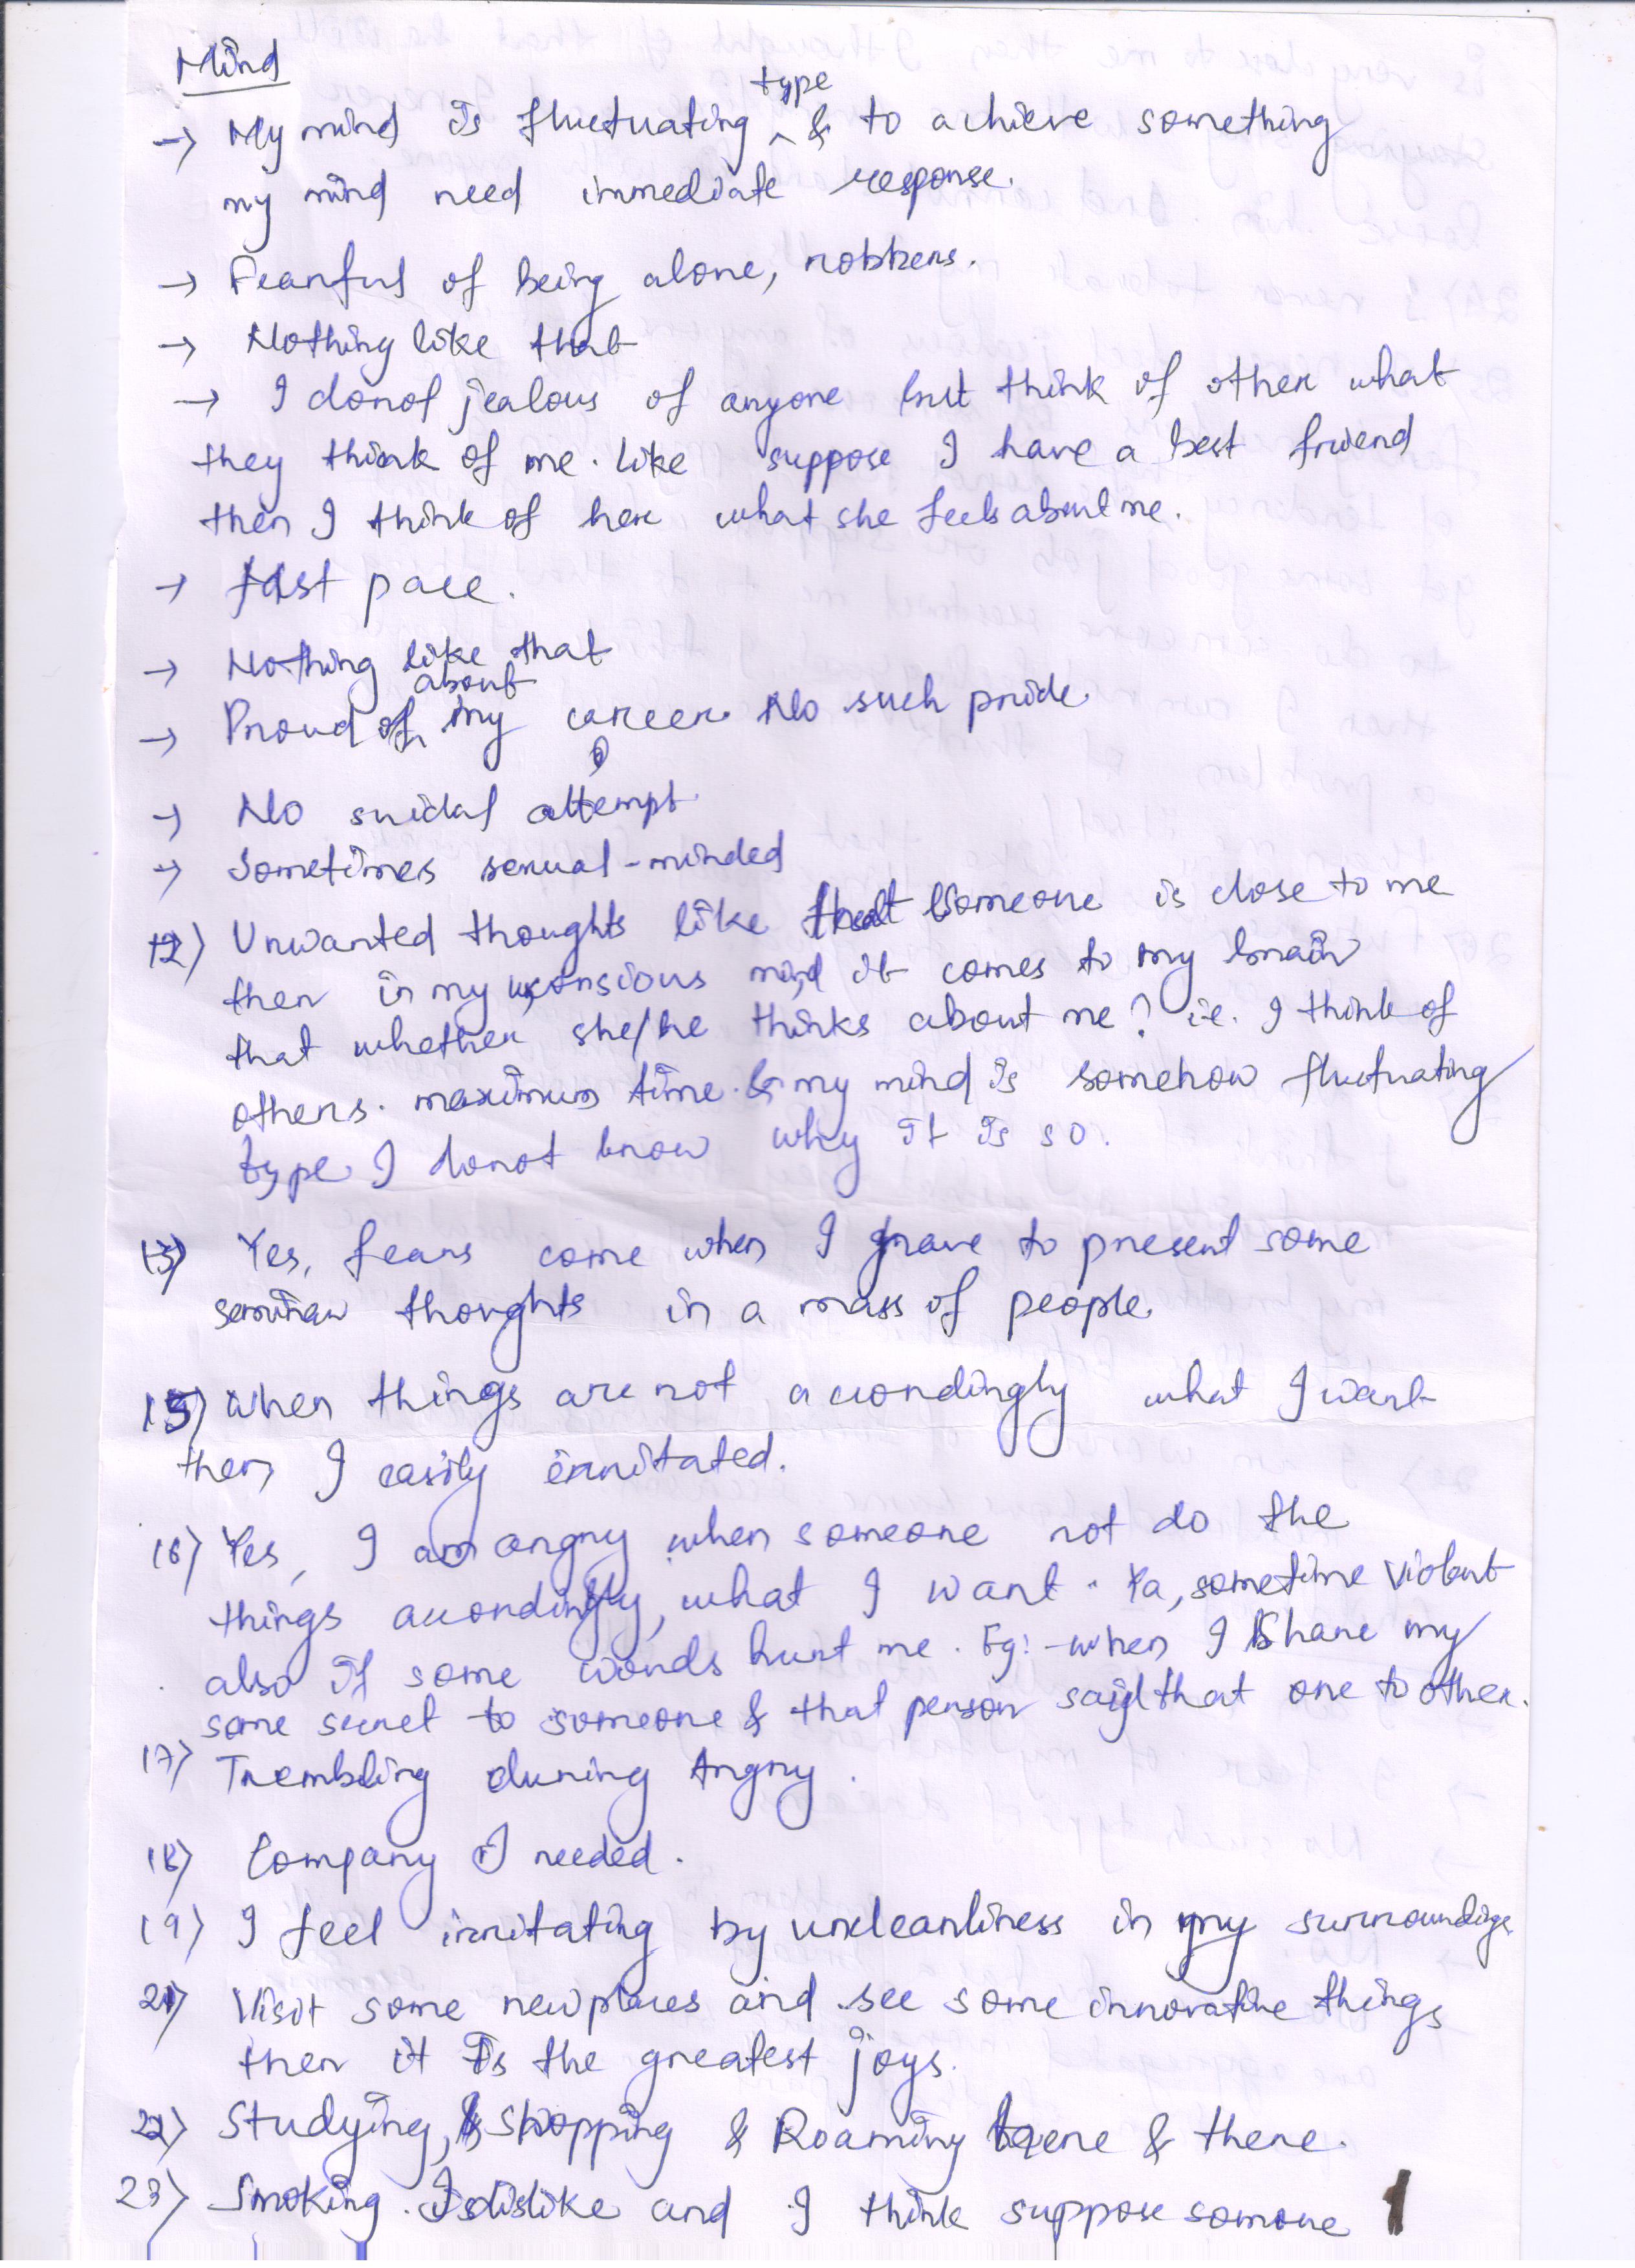 Mind
→ My mind is fluctuating type & to achieve something
my mind need immediate response.
→ Fearful of being alone, robbers.
→ Nothing like that
→ I donot jealous of anyone but think of other what
they think of me. like suppose I have a best friend
then I think of her what she feels about me.
→ fast pace.
→ Nothing like that
→ Proud of about my career. No such pride.
→ No suicidal attempt.
→ Sometimes sexual-minded
12) Unwanted thoughts like that someone is close to me
then in my unconsious mind it comes to my brain
that whether she/he thinks about me? i.e. I think of
others. maximum time. & my mind is somehow fluctuating
type I donot know why it is so.
13) Yes, fears come when I have to present some
seminar thoughts in a mass of people.
15) When things are not accordingly what I want
then I easily irritated.
16) Yes, I am angry when someone not do the
things accordingly, what I want. Ya, sometime violent
also if some words hurt me. Eg:- when I share my
some secret to someone & that person said that one to other.
17) Trembling during Angry.
18) Company I needed.
19) I feel irritating by uncleanliness in my surroundings
21) Visit some new places and see some innovative things
then it is the greatest joys.
22) Studying, shopping & Roaming here & there.
23) Smoking. I dislike and I think suppose somone 1